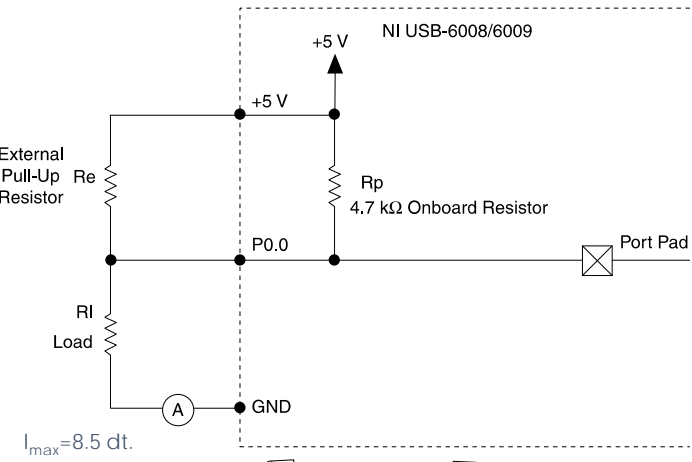 NI USB-6008/6009
+5 V
+5 V
External
Pull-Up
Resistor
Re
Rp
4.7 kΩ Onboard Resistor
P0.0
Port Pad
Rl
Load
A
GND
Imax=8.5 dt.